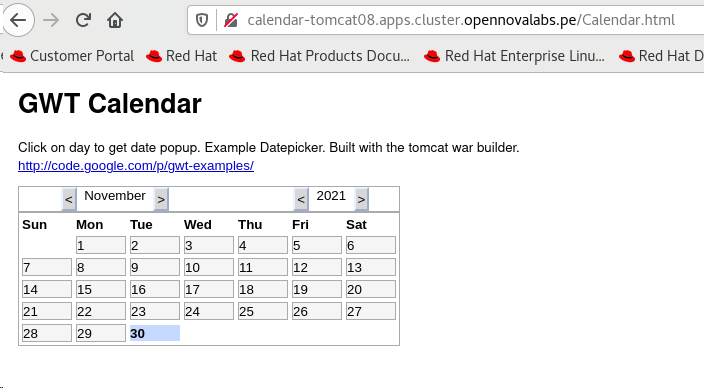 calendar-tomcat08.apps.cluster.opennovalabs.pe/Calendar.html
Customer Portal Red Hat Red Hat Products Docu... Red Hat Enterprise Linu... Red Hat D
GWT Calendar
Click on day to get date popup. Example Datepicker. Built with the tomcat war builder.
http://code.google.com/p/gwt-examples/
< November > < 2021 >
Sun Mon Tue Wed Thu Fri Sat
1 2 3 4 5 6
7 8 9 10 11 12 13
14 15 16 17 18 19 20
21 22 23 24 25 26 27
28 29 30